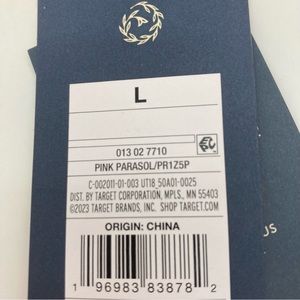 L
013 02 7710
PINK PARASOL/PR1Z5P
C-002011-01-003 UT18_50A01-0025
DIST. BY TARGET CORPORATION, MPLS., MN 55403
©2023 TARGET BRANDS, INC. SHOP TARGET.COM
ORIGIN: CHINA
1 96983 83878 2
US